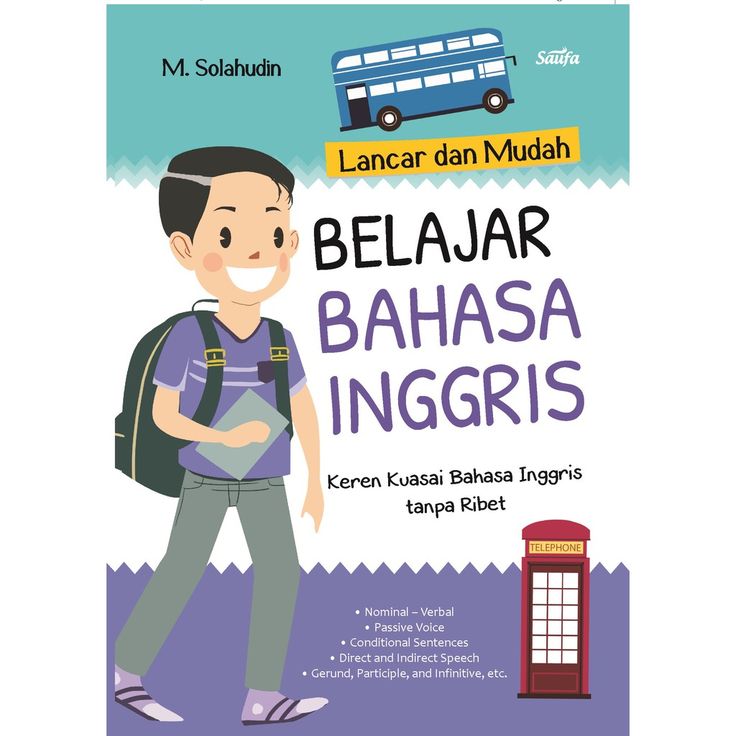 M. Solahudin
Saufa
Lancar dan Mudah
BELAJAR
BAHASA
INGGRIS
Keren Kuasai Bahasa Inggris
tanpa Ribet
TELEPHONE
• Nominal – Verbal
• Passive Voice
• Conditional Sentences
• Direct and Indirect Speech
• Gerund, Participle, and Infinitive, etc.